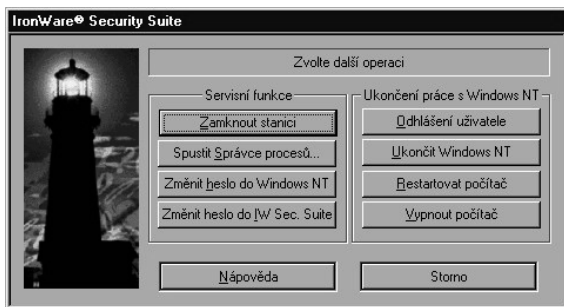 IronWare® Security Suite
Zvolte další operaci
Servisní funkce
Zamknout stanici
Spustit Správce procesů...
Změnit heslo do Windows NT
Změnit heslo do IW Sec. Suite
Ukončení práce s Windows NT
Odhlášení uživatele
Ukončit Windows NT
Restartovat počítač
Vypnout počítač
Nápověda
Storno